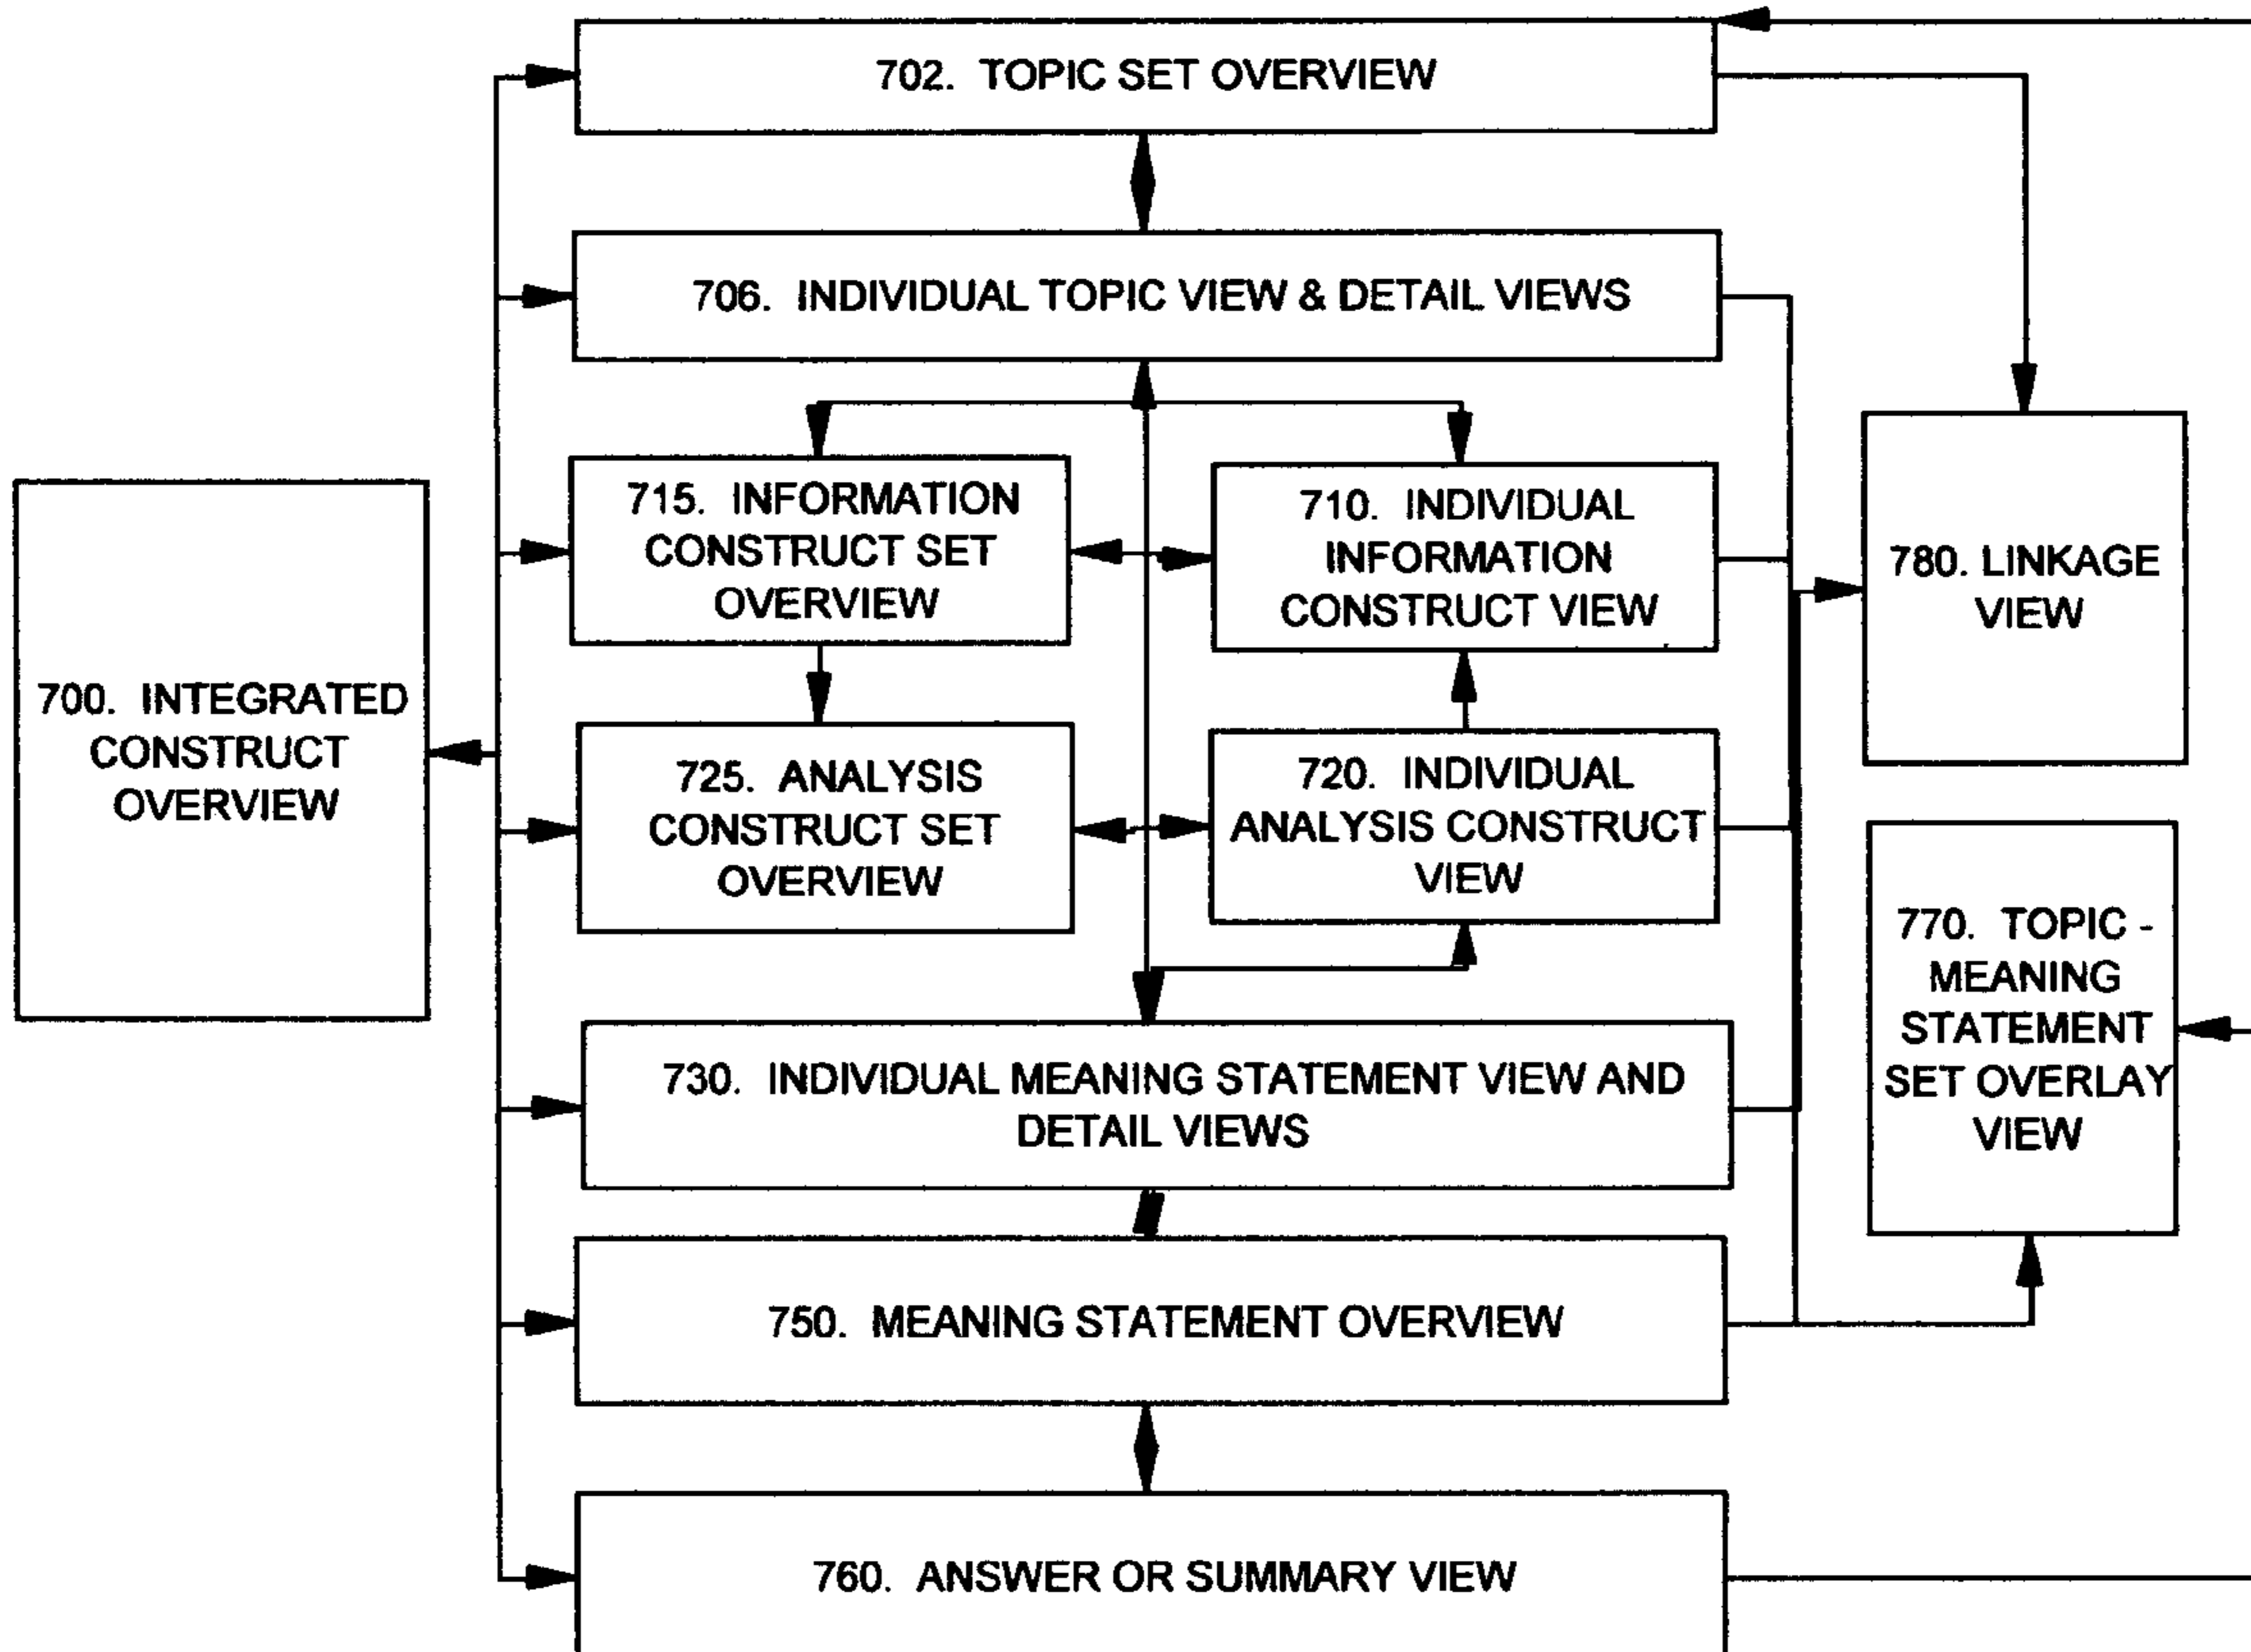 702. TOPIC SET OVERVIEW
706. INDIVIDUAL TOPIC VIEW & DETAIL VIEWS
715. INFORMATION
CONSTRUCT SET
OVERVIEW
710. INDIVIDUAL
INFORMATION
CONSTRUCT VIEW
780. LINKAGE
VIEW
700. INTEGRATED
CONSTRUCT
OVERVIEW
725. ANALYSIS
CONSTRUCT SET
OVERVIEW
720. INDIVIDUAL
ANALYSIS CONSTRUCT
VIEW
770. TOPIC -
MEANING
STATEMENT
SET OVERLAY
VIEW
730. INDIVIDUAL MEANING STATEMENT VIEW AND
DETAIL VIEWS
750. MEANING STATEMENT OVERVIEW
760. ANSWER OR SUMMARY VIEW